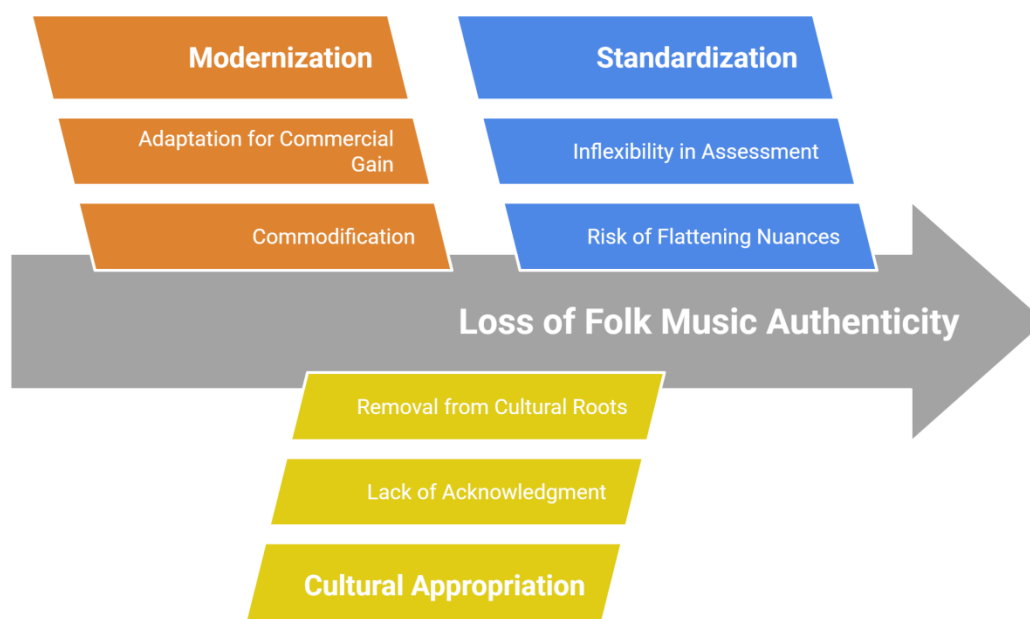 Modernization
Adaptation for Commercial
Gain
Commodification
Standardization
Inflexibility in Assessment
Risk of Flattening Nuances
Loss of Folk Music Authenticity
Removal from Cultural Roots
Lack of Acknowledgment
Cultural Appropriation